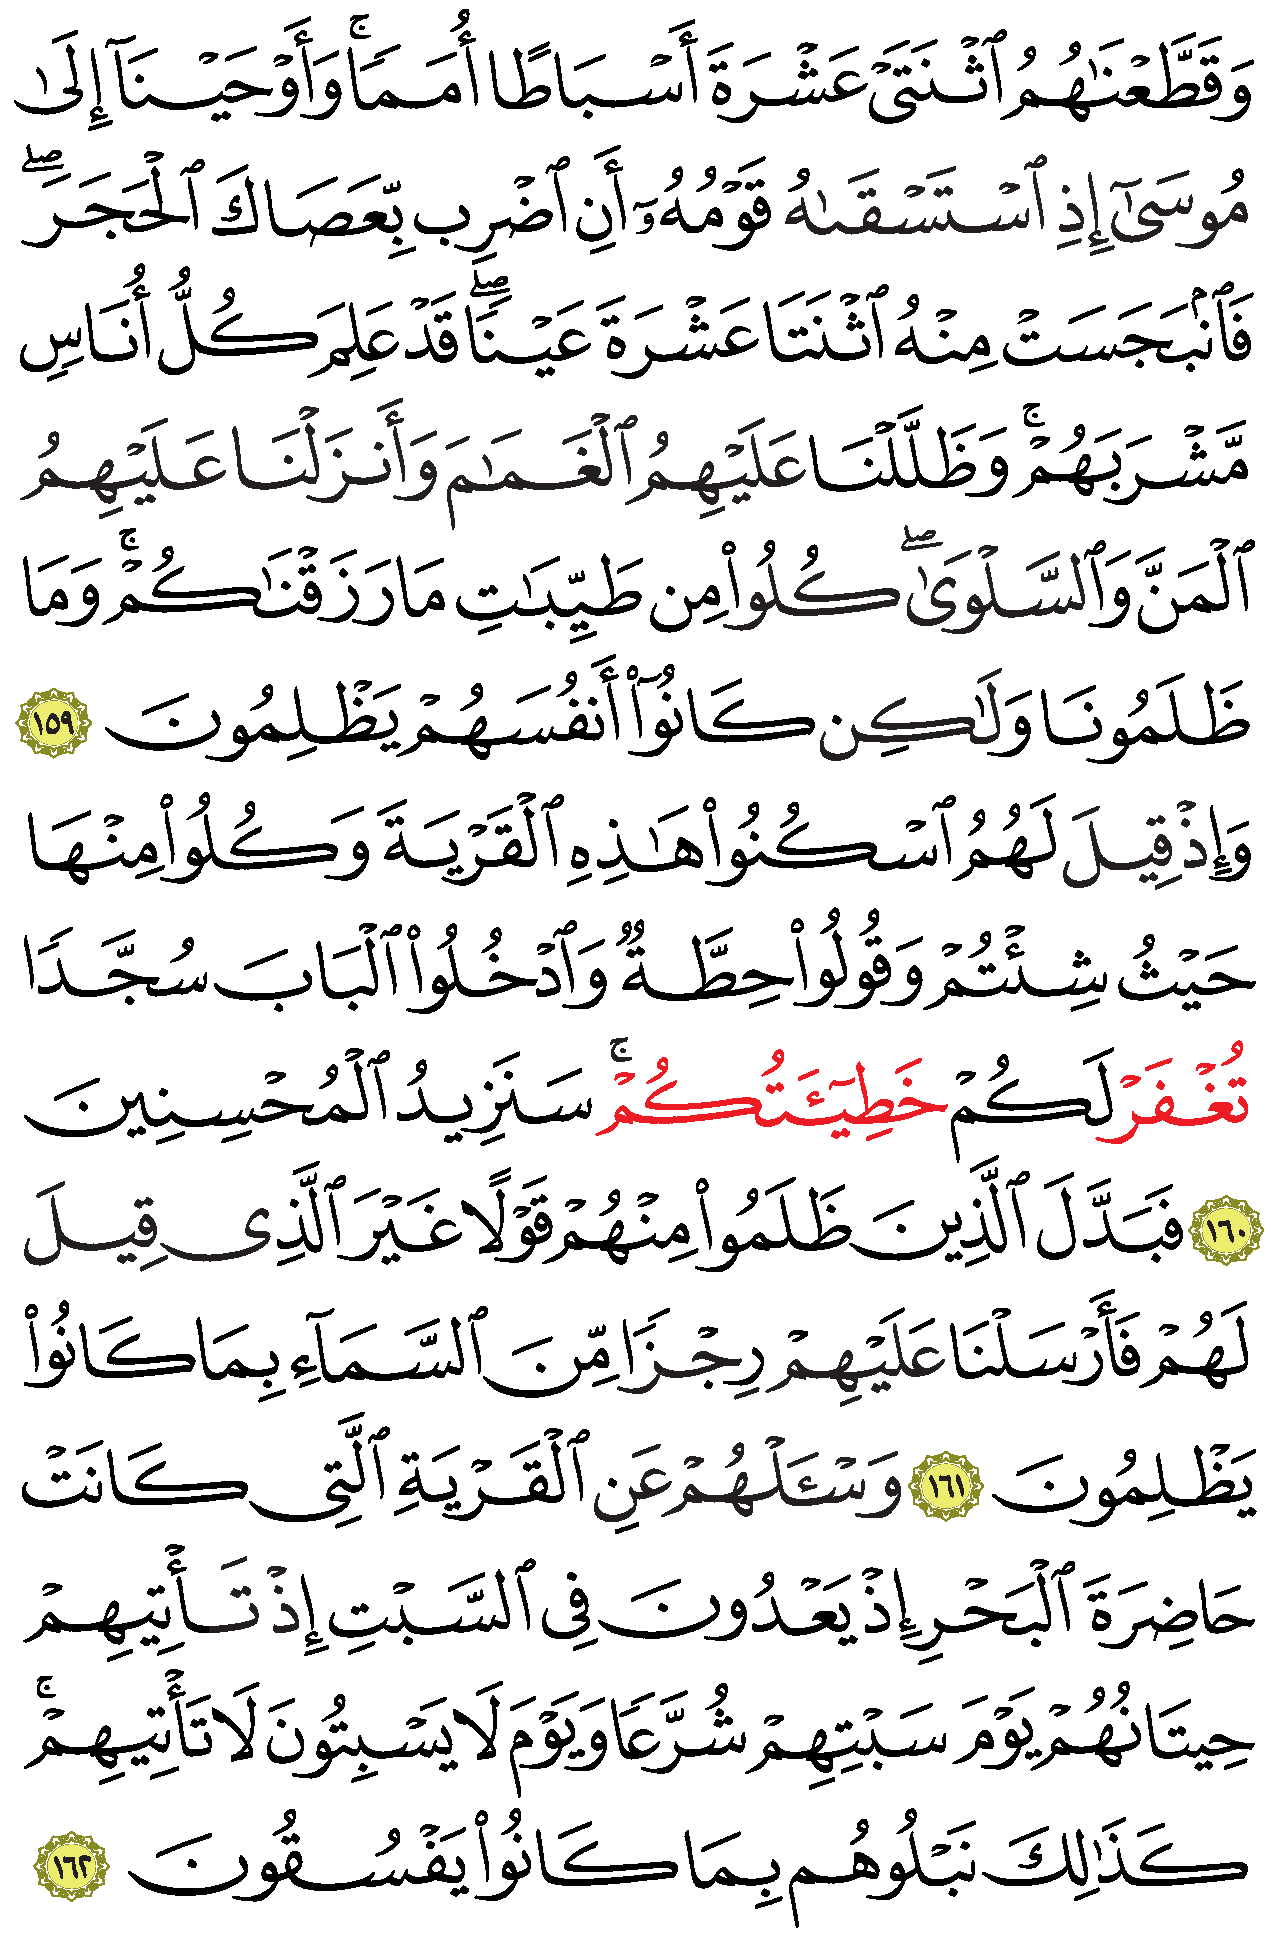 وَقَطَّعْنَٰهُمُ ٱثْنَتَىْ عَشْرَةَ أَسْبَاطًا أُمَمًا ۚ وَأَوْحَيْنَآ إِلَىٰ
مُوسَىٰٓ إِذِ ٱسْتَسْقَىٰهُ قَوْمُهُۥٓ أَنِ ٱضْرِب بِّعَصَاكَ ٱلْحَجَرَ ۖ
فَٱنۢبَجَسَتْ مِنْهُ ٱثْنَتَا عَشْرَةَ عَيْنًا ۖ قَدْ عَلِمَ كُلُّ أُنَاسٍ
مَّشْرَبَهُمْ ۚ وَظَلَّلْنَا عَلَيْهِمُ ٱلْغَمَٰمَ وَأَنزَلْنَا عَلَيْهِمُ
ٱلْمَنَّ وَٱلسَّلْوَىٰ ۖ كُلُوا۟ مِن طَيِّبَٰتِ مَا رَزَقْنَٰكُمْ ۚ وَمَا
ظَلَمُونَا وَلَٰكِن كَانُوٓا۟ أَنفُسَهُمْ يَظْلِمُونَ ١٥٩
وَإِذْ قِيلَ لَهُمُ ٱسْكُنُوا۟ هَٰذِهِ ٱلْقَرْيَةَ وَكُلُوا۟ مِنْهَا
حَيْثُ شِئْتُمْ وَقُولُوا۟ حِطَّةٌ وَٱدْخُلُوا۟ ٱلْبَابَ سُجَّدًا
تُغْفَرْ لَكُمْ خَطِيٓـَٔتُكُمْ ۚ سَنَزِيدُ ٱلْمُحْسِنِينَ
١٦٠ فَبَدَّلَ ٱلَّذِينَ ظَلَمُوا۟ مِنْهُمْ قَوْلًا غَيْرَ ٱلَّذِى قِيلَ
لَهُمْ فَأَرْسَلْنَا عَلَيْهِمْ رِجْزًا مِّنَ ٱلسَّمَآءِ بِمَا كَانُوا۟
يَظْلِمُونَ ١٦١ وَسْـَٔلْهُمْ عَنِ ٱلْقَرْيَةِ ٱلَّتِى كَانَتْ
حَاضِرَةَ ٱلْبَحْرِ إِذْ يَعْدُونَ فِى ٱلسَّبْتِ إِذْ تَأْتِيهِمْ
حِيتَانُهُمْ يَوْمَ سَبْتِهِمْ شُرَّعًا وَيَوْمَ لَا يَسْبِتُونَ لَا تَأْتِيهِمْ ۚ
كَذَٰلِكَ نَبْلُوهُم بِمَا كَانُوا۟ يَفْسُقُونَ ١٦٢